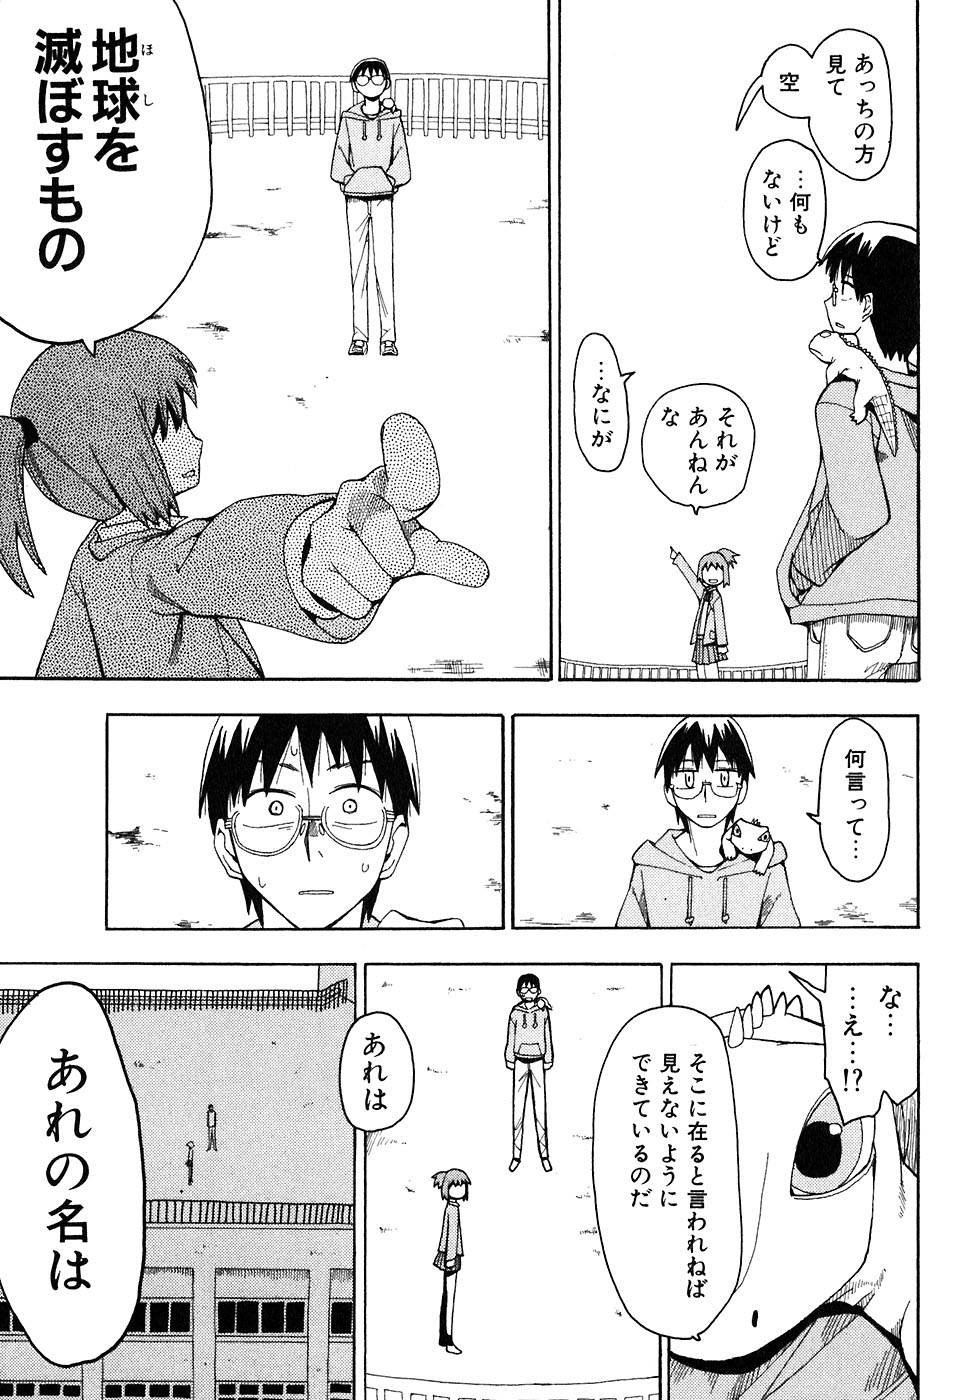 あっちの方
見て
空
…何も
ないけど
それが
あんねん
な
…なにが
地球を
ほし
滅ぼすもの
何言って…
な…
…え…!?
そこに在ると言われねば
見えないように
できているのだ
あれは
あれの名は